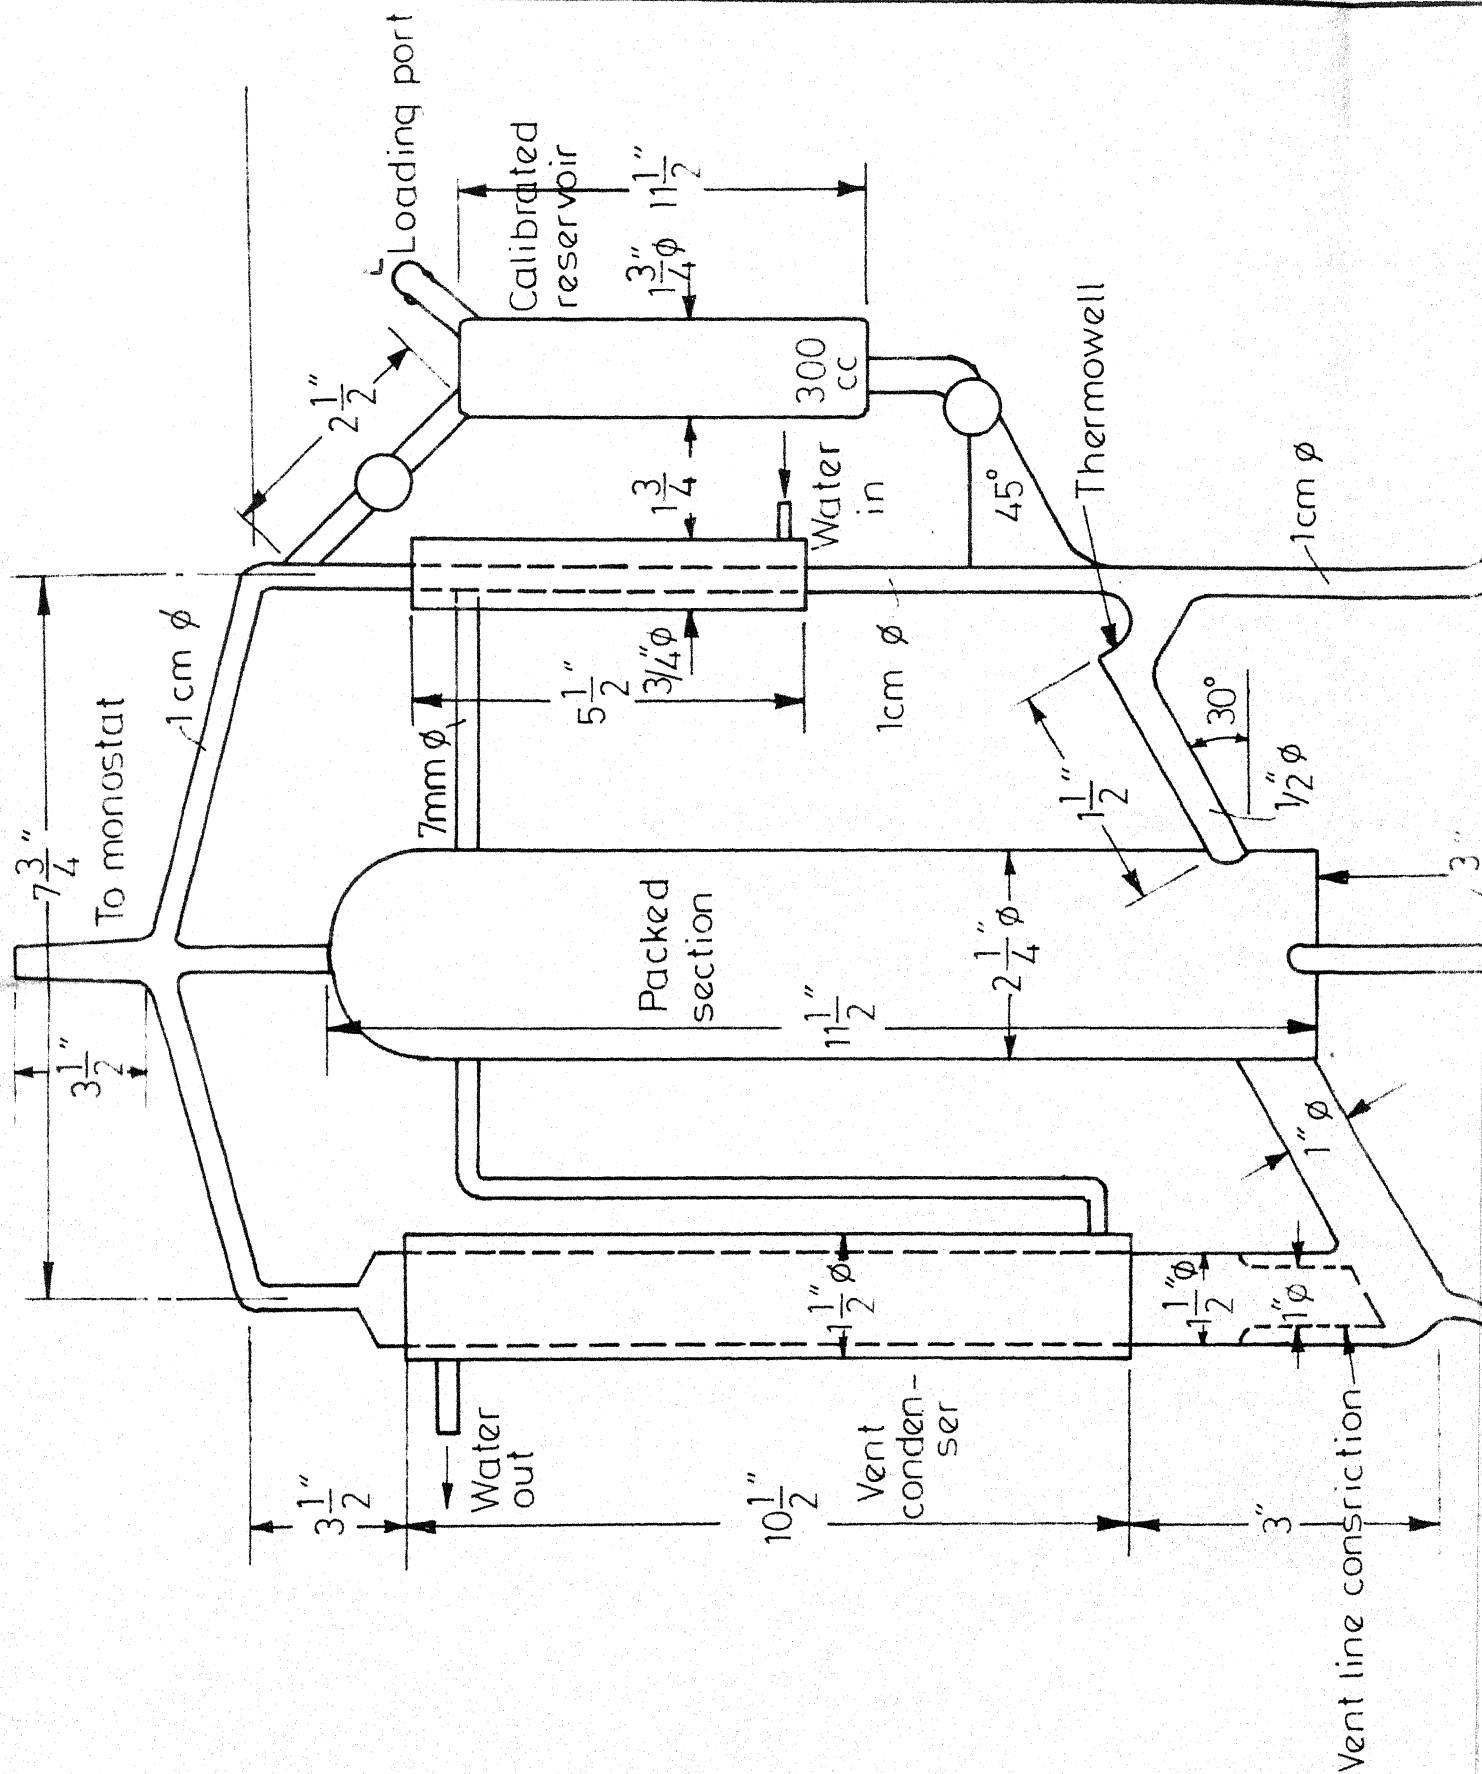 Loading port
2 1/2"
Calibrated
reservoir
1 3/4"φ
11 1/2"
300
cc
7 3/4"
To monostat
1cm φ
1 3/4
Water
in
45°
Thermowell
1cm φ
7mm φ
5 1/2"
3/4"φ
1cm φ
1 1/2"
30°
1/2"φ
3 1/2"
Packed
section
11 1/2"
2 1/4"φ
3"
1"φ
1 1/2"φ
1 1/2"φ
1"φ
3 1/2"
Water
out
10 1/2"
Vent
conden-
ser
3"
Vent line consriction